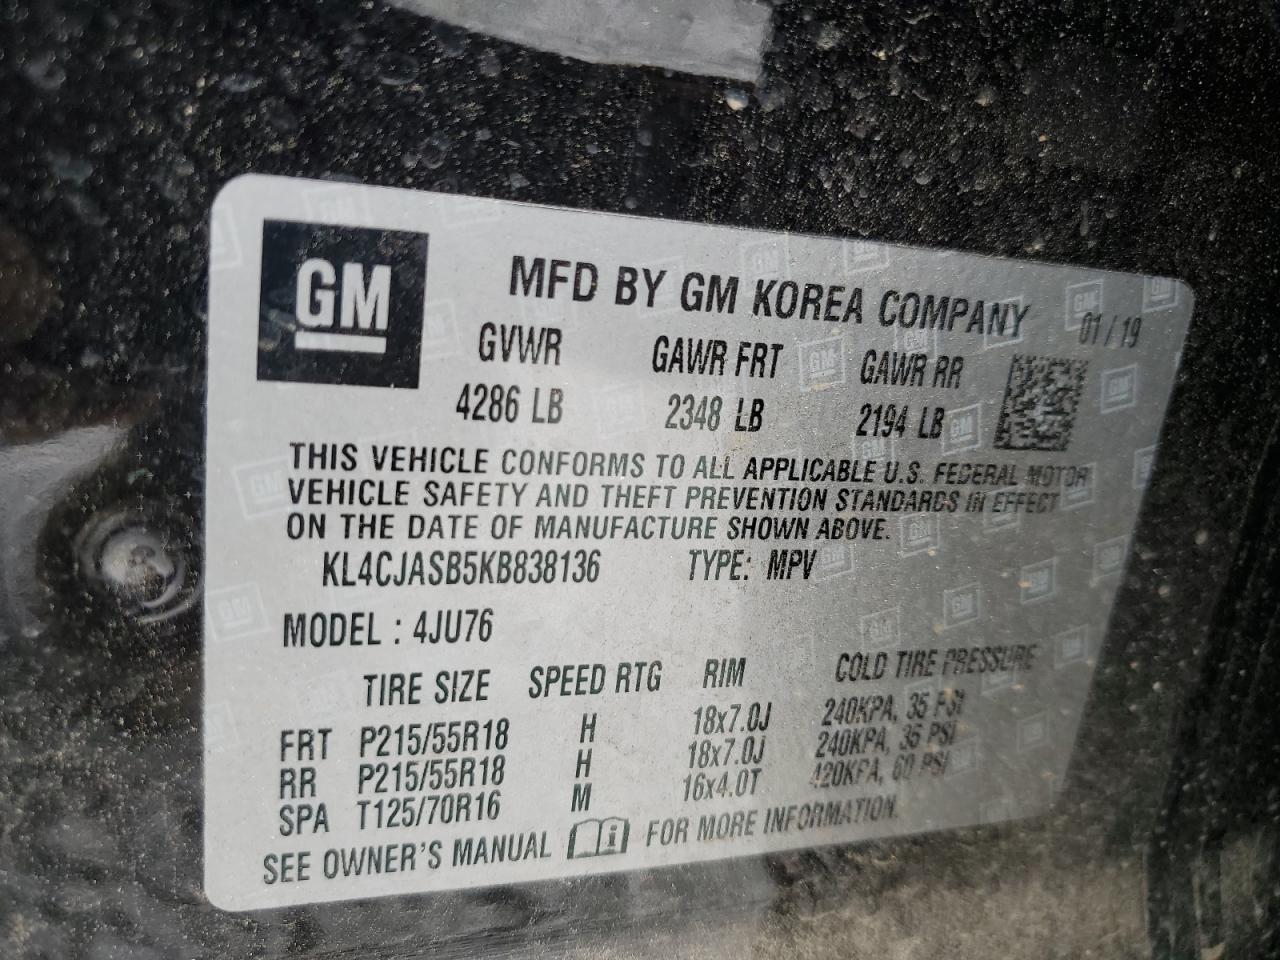 GM
MFD BY GM KOREA COMPANY 01/19
GVWR GAWR FRT GAWR RR
4286 LB 2348 LB 2194 LB
THIS VEHICLE CONFORMS TO ALL APPLICABLE U.S. FEDERAL MOTOR
VEHICLE SAFETY AND THEFT PREVENTION STANDARDS IN EFFECT
ON THE DATE OF MANUFACTURE SHOWN ABOVE.
KL4CJASB5KB838136 TYPE: MPV
MODEL : 4JU76
TIRE SIZE SPEED RTG RIM COLD TIRE PRESSURE
FRT P215/55R18 H 18x7.0J 240KPA, 35 PSI
RR P215/55R18 H 18x7.0J 240KPA, 35 PSI
SPA T125/70R16 M 16x4.0T 420KPA, 60 PSI
SEE OWNER'S MANUAL i FOR MORE INFORMATION.